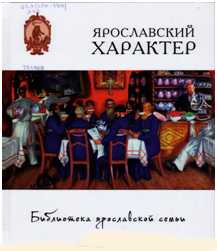 ЯРОСЛАВСКИЙ
ХАРАКТЕР
Библиотека ярославской семьи